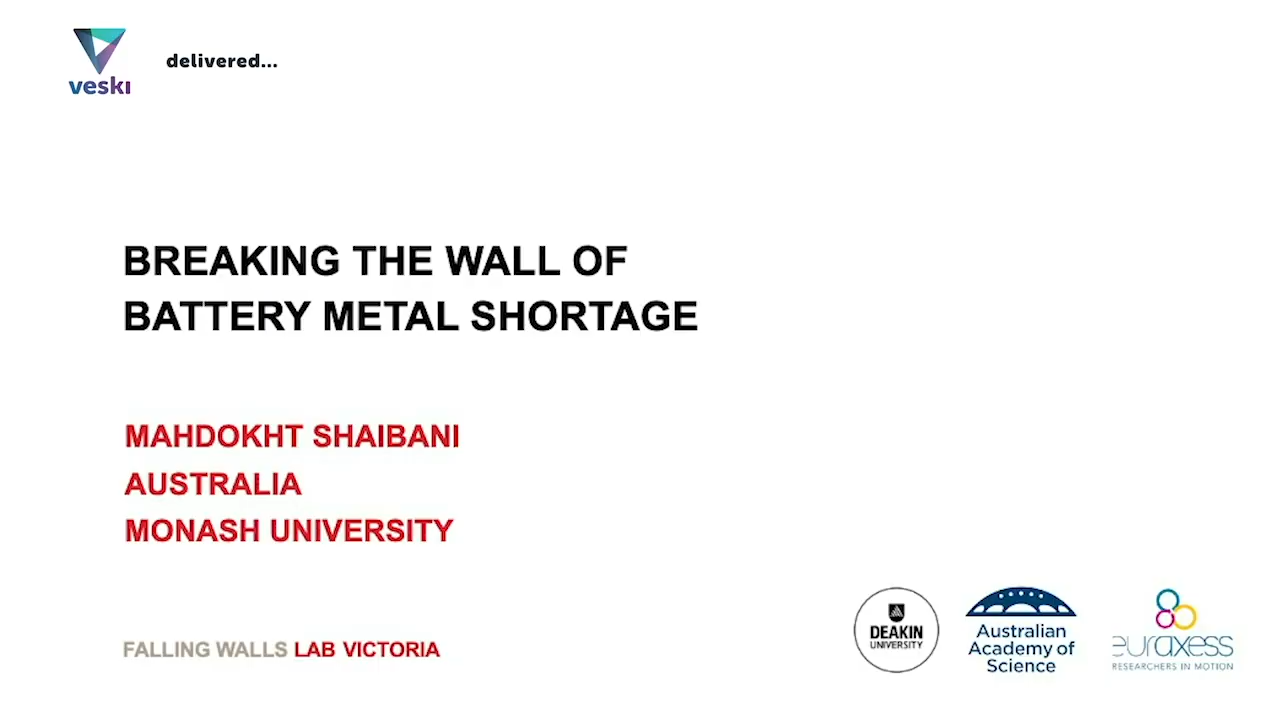 veski
delivered...
BREAKING THE WALL OF
BATTERY METAL SHORTAGE
MAHDOKHT SHAIBANI
AUSTRALIA
MONASH UNIVERSITY
FALLING WALLS LAB VICTORIA
DEAKIN
UNIVERSITY
Australian
Academy of
Science
euraxess
RESEARCHERS IN MOTION